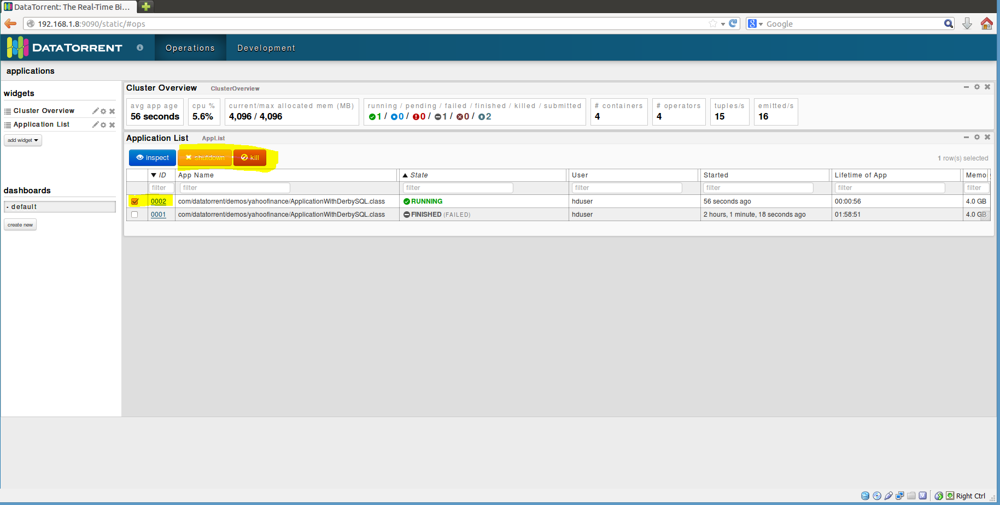 DataTorrent: The Real-Time Bi...
192.168.1.8:9090/static/#ops
Google
DATATORRENT
Operations
Development
applications
widgets
Cluster Overview
Application List
add widget
dashboards
default
create new
Cluster Overview ClusterOverview
avg app age
56 seconds
cpu %
5.6%
current/max allocated mem (MB)
4,096 / 4,096
running / pending / failed / finished / killed / submitted
1 / 0 / 0 / 1 / 0 / 2
# containers
4
# operators
4
tuples/s
15
emitted/s
16
Application List AppList
inspect shutdown kill
1 row(s) selected
ID App Name State User Started Lifetime of App Memo
filter filter filter filter filter filter filter
0002 com/datatorrent/demos/yahoofinance/ApplicationWithDerbySQL.class RUNNING hduser 56 seconds ago 00:00:56 4.0 GB
0001 com/datatorrent/demos/yahoofinance/ApplicationWithDerbySQL.class FINISHED (FAILED) hduser 2 hours, 1 minute, 18 seconds ago 01:58:51 4.0 GB
Right Ctrl